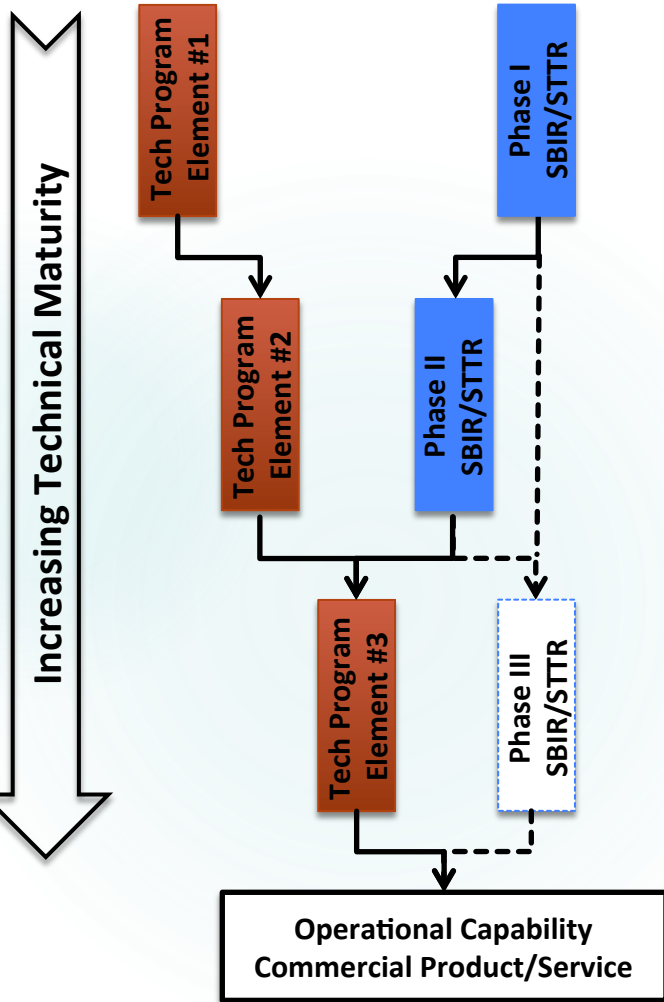 Increasing Technical Maturity
Tech Program
Element #1
Phase I
SBIR/STTR
Tech Program
Element #2
Phase II
SBIR/STTR
Tech Program
Element #3
Phase III
SBIR/STTR
Operational Capability
Commercial Product/Service